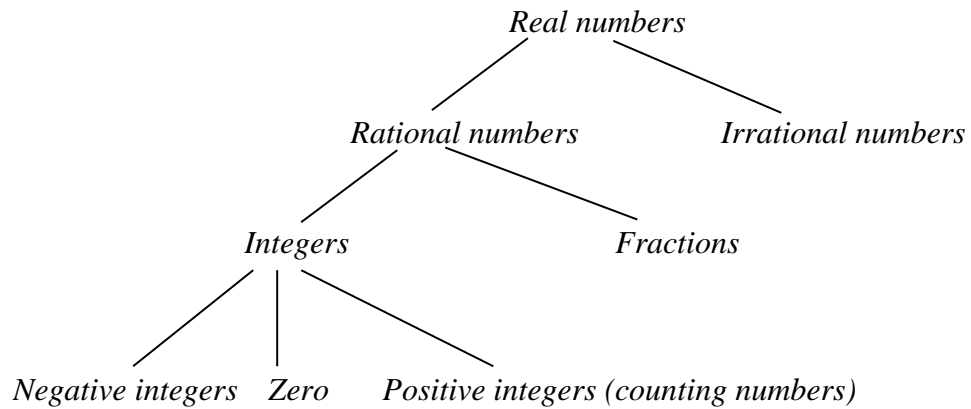 Real numbers
Rational numbers Irrational numbers
Integers Fractions
Negative integers Zero Positive integers (counting numbers)